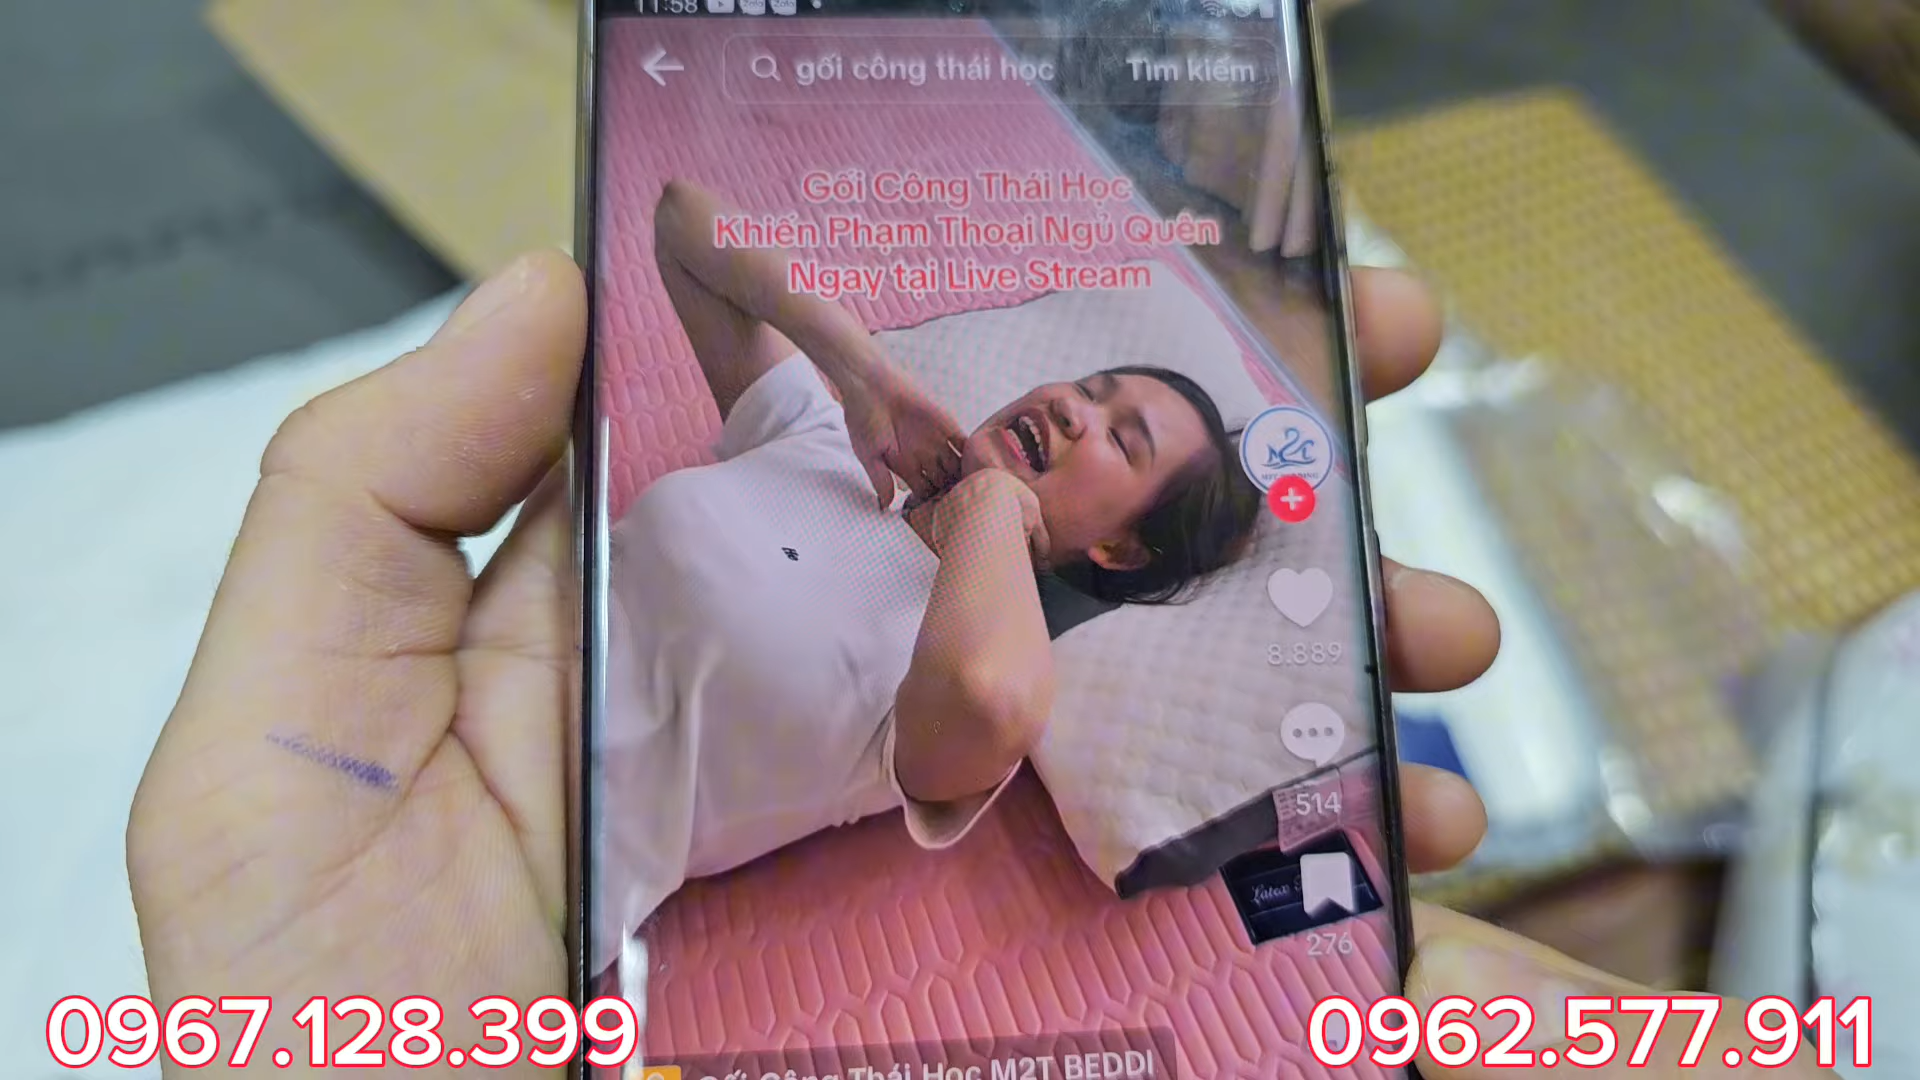 11:58
gối công thái học
Tìm kiếm
Gối Công Thái Học
Khiến Phạm Thoại Ngủ Quên
Ngay tại Live Stream
8.889
514
Latex
276
Gối Công Thái Học M2T BEDDI
0967.128.399
0962.577.911